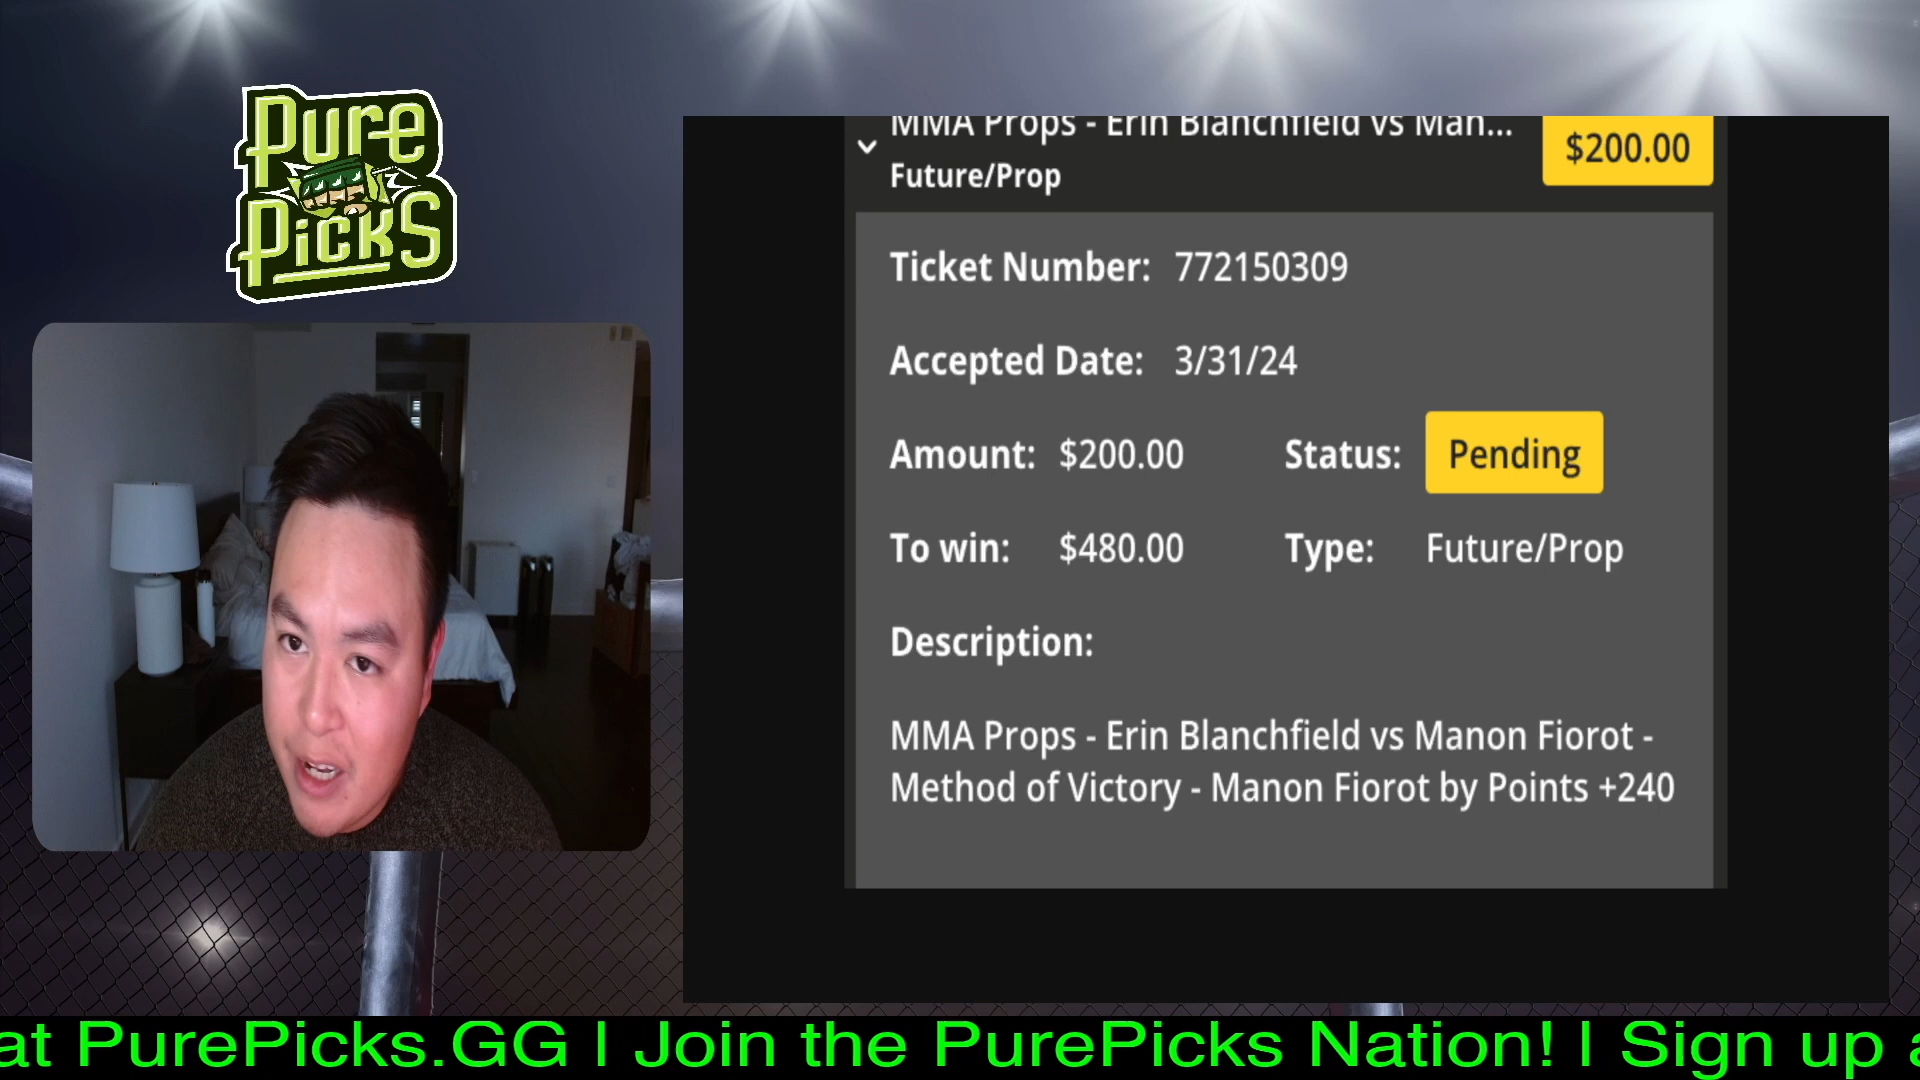 Pure
Picks
MMA Props - Erin Blanchfield vs Man...
Future/Prop
$200.00
Ticket Number: 772150309
Accepted Date: 3/31/24
Amount: $200.00 Status: Pending
To win: $480.00 Type: Future/Prop
Description:
MMA Props - Erin Blanchfield vs Manon Fiorot -
Method of Victory - Manon Fiorot by Points +240
at PurePicks.GG | Join the PurePicks Nation! | Sign up a